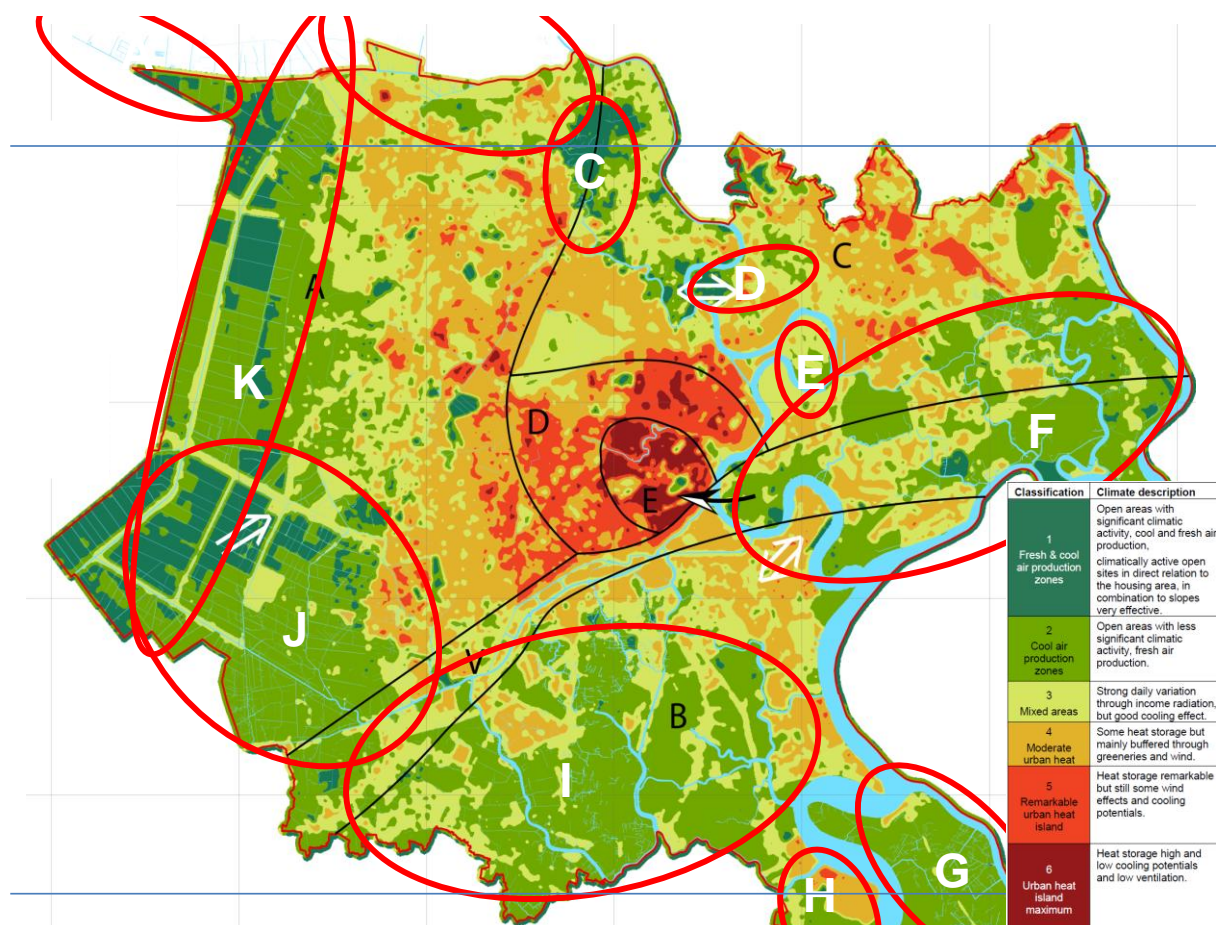 C
D
C
A
E
K
D
F
E
J
V
B
I
G
H
Classification Climate description
1
Fresh & cool
air production
zones
Open areas with
significant climatic
activity, cool and fresh air
production,
climatically active open
sites in direct relation to
the housing area, in
combination to slopes
very effective.
2
Cool air
production
zones
Open areas with less
significant climatic
activity, fresh air
production.
3
Mixed areas
Strong daily variation
through income radiation,
but good cooling effect.
4
Moderate
urban heat
Some heat storage but
mainly buffered through
greeneries and wind.
5
Remarkable
urban heat
island
Heat storage remarkable
but still some wind
effects and cooling
potentials.
6
Urban heat
island
maximum
Heat storage high and
low cooling potentials
and low ventilation.